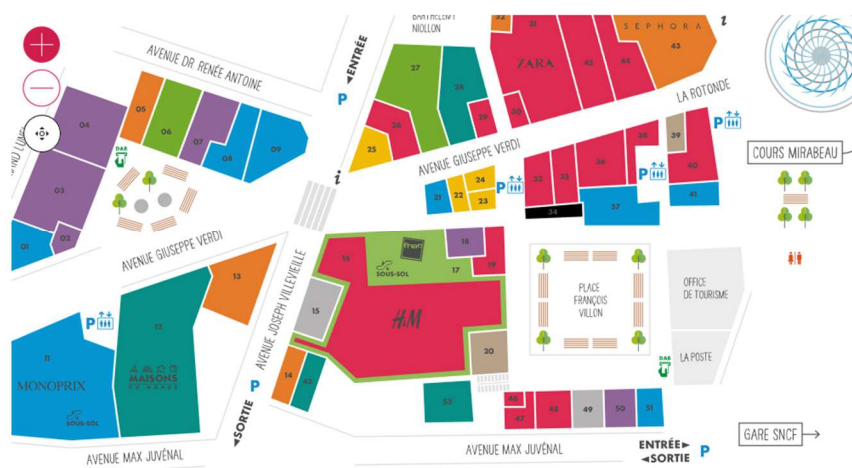 BARTHÉLEMY
NIOLLON
32
31
SEPHORA
i
43
AVENUE DR RENÉE ANTOINE
ENTRÉE
P
27
28
ZARA
42
44
LA ROTONDE
04
05
06
07
08
09
26
29
30
25
AVENUE GIUSEPPE VERDI
38
39
P
COURS MIRABEAU
DAB
03
i
P
24
21
22
23
32
33
36
P
40
34
37
41
01
02
AVENUE GIUSEPPE VERDI
13
16
fnac
SOUS-SOL
17
18
19
PLACE
FRANÇOIS
VILLON
OFFICE
DE TOURISME
15
AVENUE JOSEPH VILLEVIEILLE
P
12
11
MONOPRIX
MAISONS
DU MONDE
SOUS-SOL
H&M
20
DAB
LA POSTE
14
P
SORTIE
46
47
48
49
50
51
AVENUE MAX JUVÉNAL
AVENUE MAX JUVÉNAL
ENTRÉE
SORTIE
P
GARE SNCF